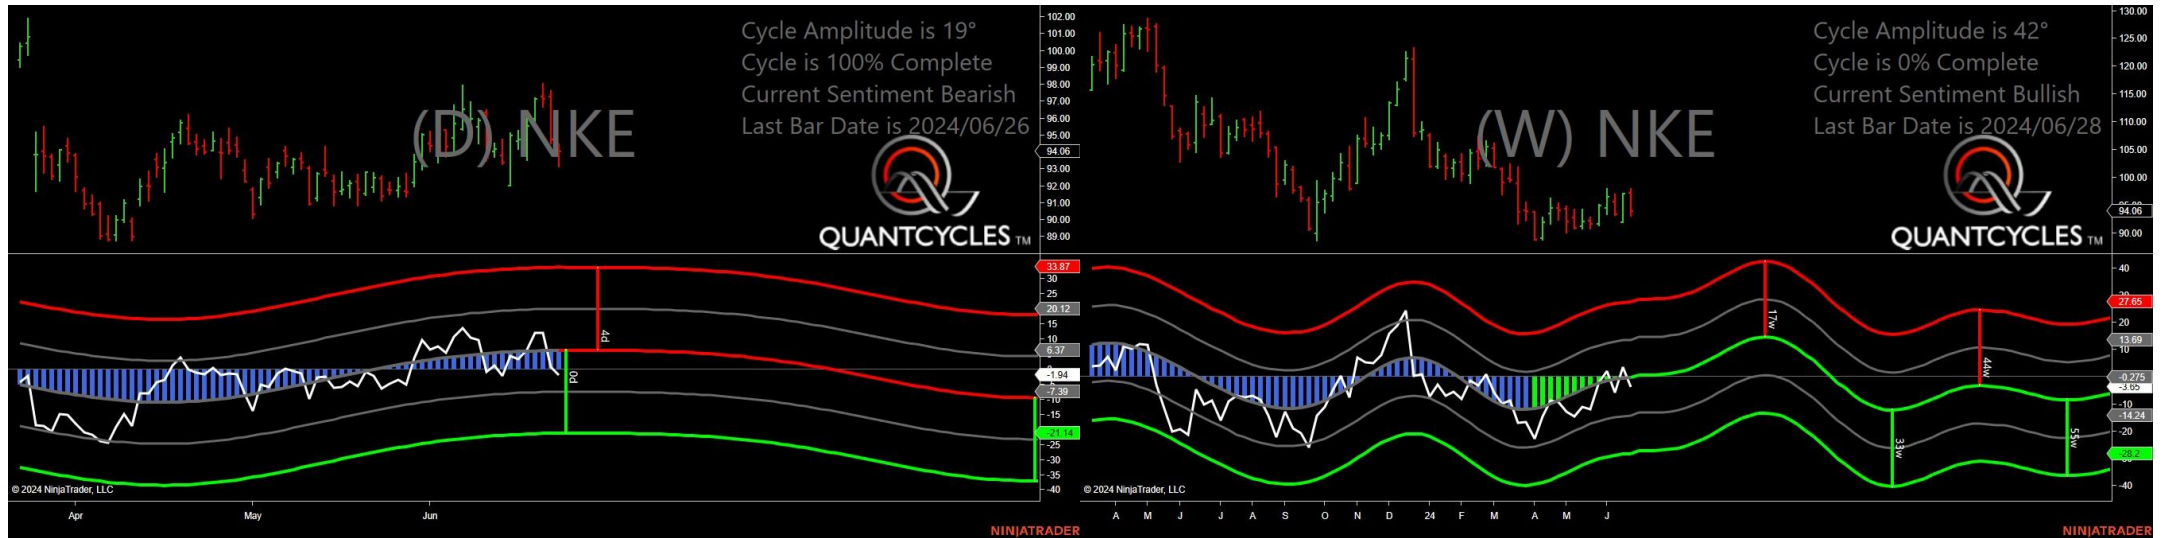 Cycle Amplitude is 19°
Cycle is 100% Complete
Current Sentiment Bearish
Last Bar Date is 2024/06/26
(D) NKE
QUANTCYCLES TM
102.00
101.00
100.00
99.00
98.00
97.00
96.00
95.00
94.06
93.00
92.00
91.00
90.00
89.00
33.87
30
25
20.12
15
10
6.37
-1.94
-7.39
-10
-15
-21.14
-25
-30
-35
-40
4d
0d
© 2024 NinjaTrader, LLC
Apr
May
Jun
NINJATRADER
Cycle Amplitude is 42°
Cycle is 0% Complete
Current Sentiment Bullish
Last Bar Date is 2024/06/28
(W) NKE
QUANTCYCLES TM
130.00
125.00
120.00
115.00
110.00
105.00
100.00
95.00
94.06
90.00
40
27.65
20
13.69
10
-0.275
-3.65
-10
-14.24
-20
-28.2
-40
17w
44w
33w
55w
© 2024 NinjaTrader, LLC
A M J J A S O N D 24 F M A M J
NINJATRADER